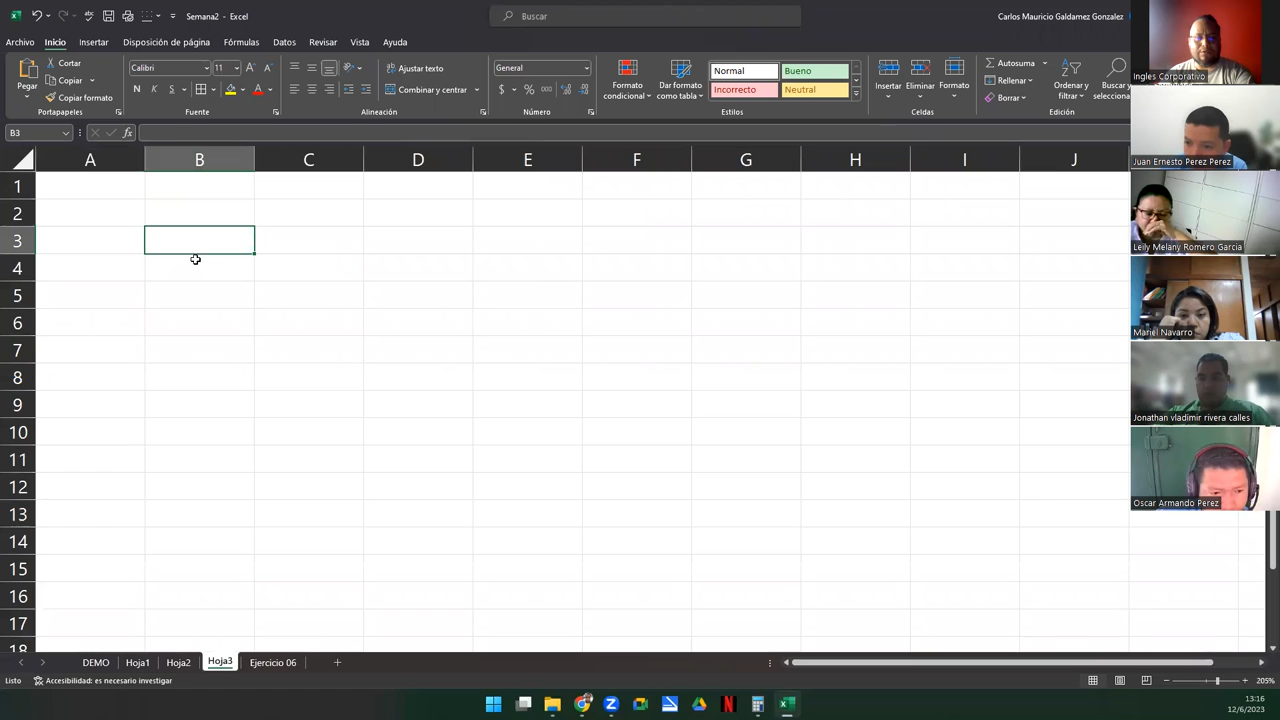 Semana2 - Excel
Buscar
Carlos Mauricio Galdamez Gonzalez
Archivo Inicio Insertar Disposición de página Fórmulas Datos Revisar Vista Ayuda
Pegar
Cortar
Copiar
Copiar formato
Portapapeles
Calibri 11
N K S
Fuente
Ajustar texto
Combinar y centrar
Alineación
General
$ % 000
Número
Formato condicional
Dar formato como tabla
Normal Bueno
Incorrecto Neutral
Estilos
Insertar Eliminar Formato
Celdas
Autosuma
Rellenar
Borrar
Ordenar y filtrar
Buscar y selecciona
Edición
B3
fx
A B C D E F G H I J
1
2
3
4
5
6
7
8
9
10
11
12
13
14
15
16
17
18
Ingles Corporativo
Juan Ernesto Perez Perez
Leily Melany Romero Garcia
Mariel Navarro
Jonathan vladimir rivera calles
Oscar Armando Perez
DEMO Hoja1 Hoja2 Hoja3 Ejercicio 06
Listo Accesibilidad: es necesario investigar
205%
13:16
12/6/2023